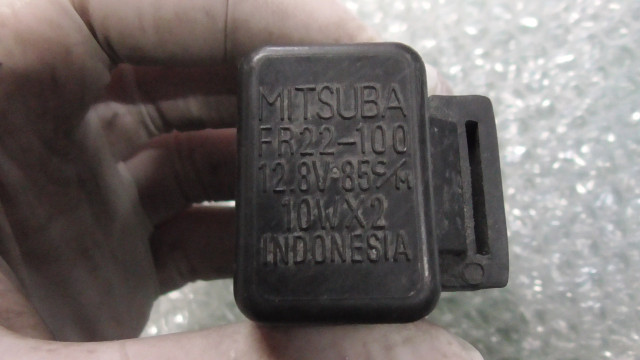 MITSUBA
FR22-100
12.8V·85c/M
10WX2
INDONESIA